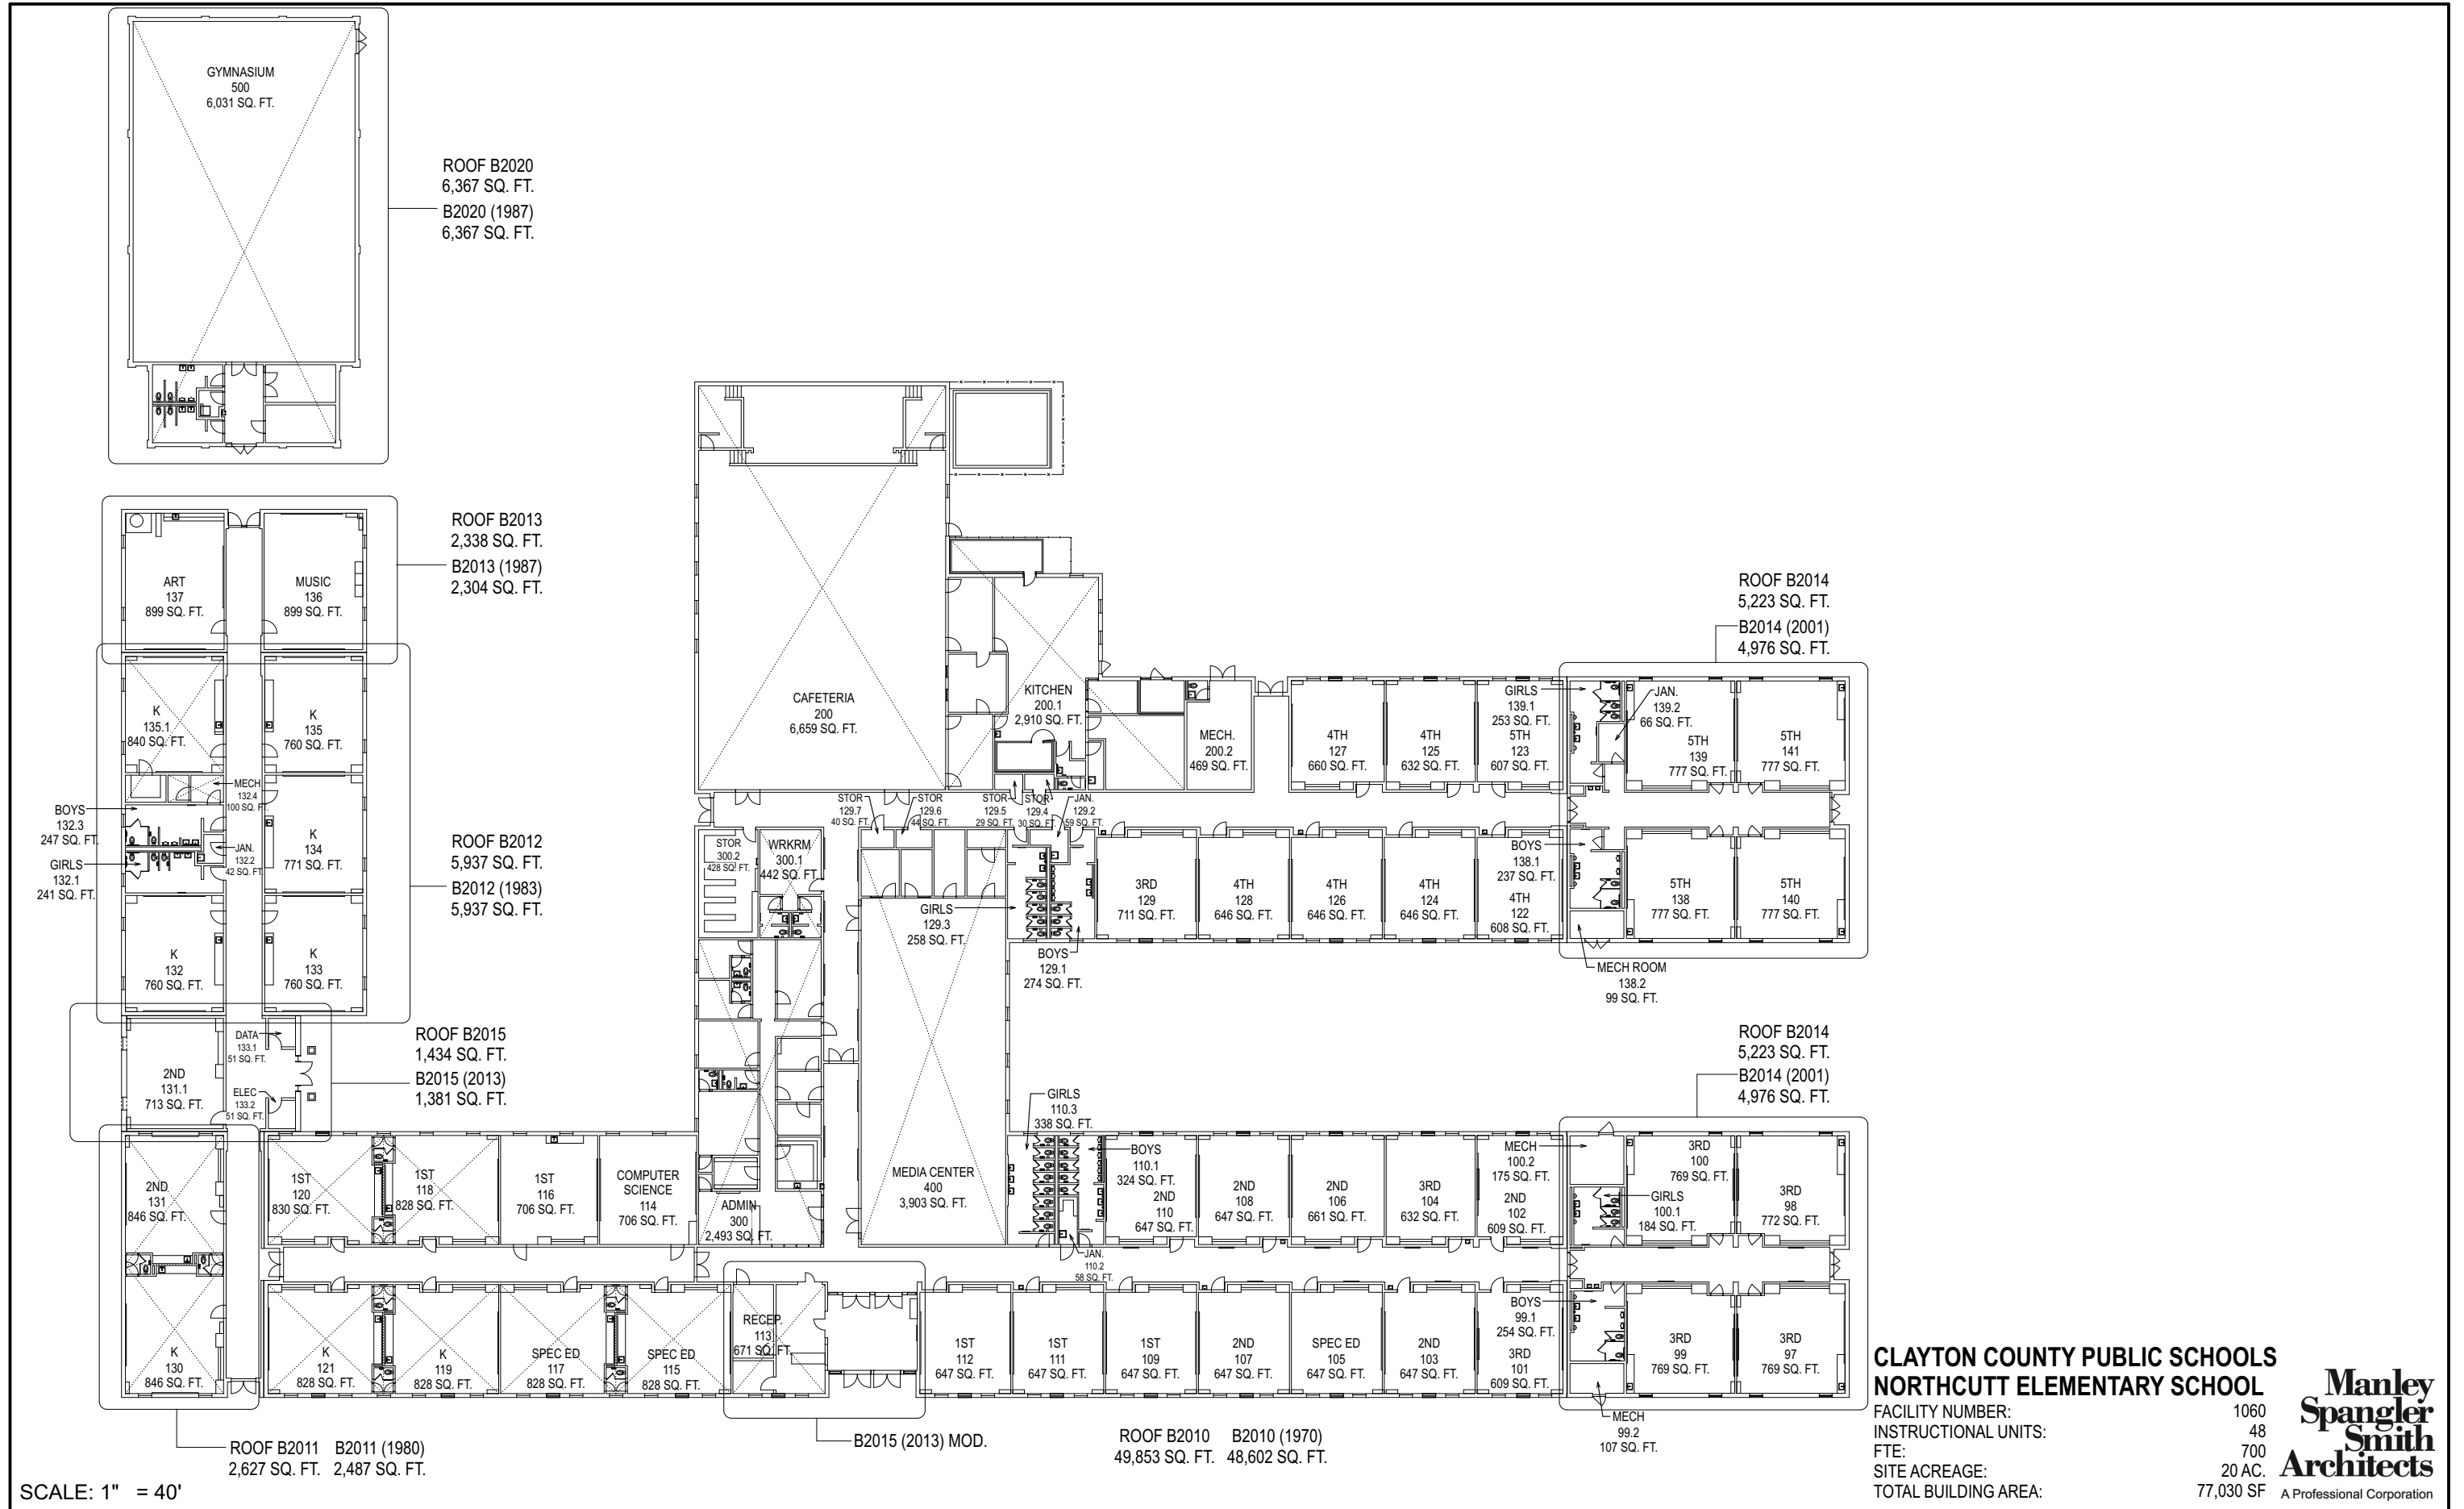 GYMNASIUM
500
6,031 SQ. FT.
ROOF B2020
6,367 SQ. FT.
B2020 (1987)
6,367 SQ. FT.
ROOF B2013
2,338 SQ. FT.
B2013 (1987)
2,304 SQ. FT.
ART
137
899 SQ. FT.
MUSIC
136
899 SQ. FT.
K
135.1
840 SQ. FT.
K
135
760 SQ. FT.
MECH
132.4
100 SQ. FT.
BOYS
132.3
247 SQ. FT.
GIRLS
132.1
241 SQ. FT.
JAN.
132.2
42 SQ. FT.
K
134
771 SQ. FT.
ROOF B2012
5,937 SQ. FT.
B2012 (1983)
5,937 SQ. FT.
K
132
760 SQ. FT.
K
133
760 SQ. FT.
DATA
133.1
51 SQ. FT.
ELEC
133.2
51 SQ. FT.
2ND
131.1
713 SQ. FT.
ROOF B2015
1,434 SQ. FT.
B2015 (2013)
1,381 SQ. FT.
2ND
131
846 SQ. FT.
K
130
846 SQ. FT.
1ST
120
830 SQ. FT.
1ST
118
828 SQ. FT.
1ST
116
706 SQ. FT.
COMPUTER
SCIENCE
114
706 SQ. FT.
K
121
828 SQ. FT.
K
119
828 SQ. FT.
SPEC ED
117
828 SQ. FT.
SPEC ED
115
828 SQ. FT.
RECEP.
113
671 SQ. FT.
ADMIN
300
2,493 SQ. FT.
CAFETERIA
200
6,659 SQ. FT.
KITCHEN
200.1
2,910 SQ. FT.
MECH.
200.2
469 SQ. FT.
STOR
129.7
40 SQ. FT.
STOR
129.6
44 SQ. FT.
STOR
129.5
29 SQ. FT.
STOR
129.4
30 SQ. FT.
JAN.
129.2
59 SQ. FT.
STOR
300.2
428 SQ. FT.
WRKRM
300.1
442 SQ. FT.
GIRLS
129.3
258 SQ. FT.
BOYS
129.1
274 SQ. FT.
MEDIA CENTER
400
3,903 SQ. FT.
4TH
127
660 SQ. FT.
4TH
125
632 SQ. FT.
GIRLS
139.1
253 SQ. FT.
5TH
123
607 SQ. FT.
JAN.
139.2
66 SQ. FT.
5TH
139
777 SQ. FT.
5TH
141
777 SQ. FT.
ROOF B2014
5,223 SQ. FT.
B2014 (2001)
4,976 SQ. FT.
3RD
129
711 SQ. FT.
4TH
128
646 SQ. FT.
4TH
126
646 SQ. FT.
4TH
124
646 SQ. FT.
BOYS
138.1
237 SQ. FT.
4TH
122
608 SQ. FT.
5TH
138
777 SQ. FT.
5TH
140
777 SQ. FT.
MECH ROOM
138.2
99 SQ. FT.
ROOF B2014
5,223 SQ. FT.
B2014 (2001)
4,976 SQ. FT.
GIRLS
110.3
338 SQ. FT.
BOYS
110.1
324 SQ. FT.
2ND
110
647 SQ. FT.
2ND
108
647 SQ. FT.
2ND
106
661 SQ. FT.
3RD
104
632 SQ. FT.
MECH
100.2
175 SQ. FT.
2ND
102
609 SQ. FT.
3RD
100
769 SQ. FT.
GIRLS
100.1
184 SQ. FT.
3RD
98
772 SQ. FT.
JAN.
110.2
58 SQ. FT.
1ST
112
647 SQ. FT.
1ST
111
647 SQ. FT.
1ST
109
647 SQ. FT.
2ND
107
647 SQ. FT.
SPEC ED
105
647 SQ. FT.
2ND
103
647 SQ. FT.
BOYS
99.1
254 SQ. FT.
3RD
101
609 SQ. FT.
3RD
99
769 SQ. FT.
3RD
97
769 SQ. FT.
MECH
99.2
107 SQ. FT.
ROOF B2011 B2011 (1980)
2,627 SQ. FT. 2,487 SQ. FT.
B2015 (2013) MOD.
ROOF B2010 B2010 (1970)
49,853 SQ. FT. 48,602 SQ. FT.
SCALE: 1" = 40'
CLAYTON COUNTY PUBLIC SCHOOLS
NORTHCUTT ELEMENTARY SCHOOL
FACILITY NUMBER: 1060
INSTRUCTIONAL UNITS: 48
FTE: 700
SITE ACREAGE: 20 AC.
TOTAL BUILDING AREA: 77,030 SF
Manley
Spangler
Smith
Architects
A Professional Corporation